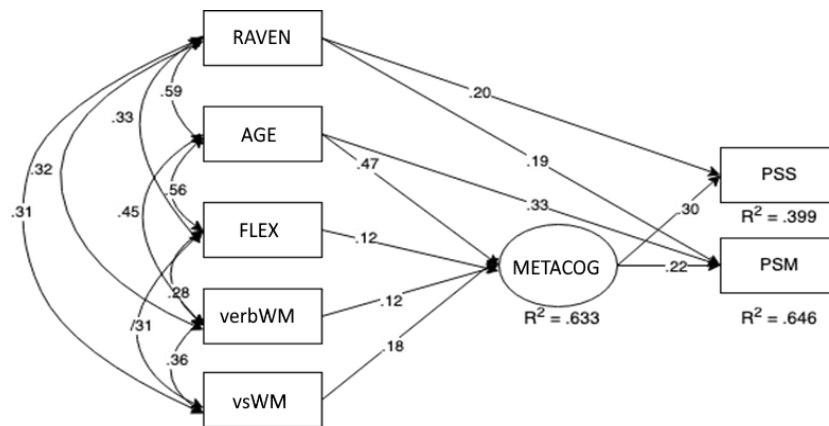 RAVEN
.59
.20
.33
AGE
.19
PSS
.32
.47
R² = .399
.56
.33
.30
.31
.45
FLEX
.12
METACOG
.22
PSM
R² = .633
R² = .646
.28
verbWM
.12
/31
.36
.18
vsWM